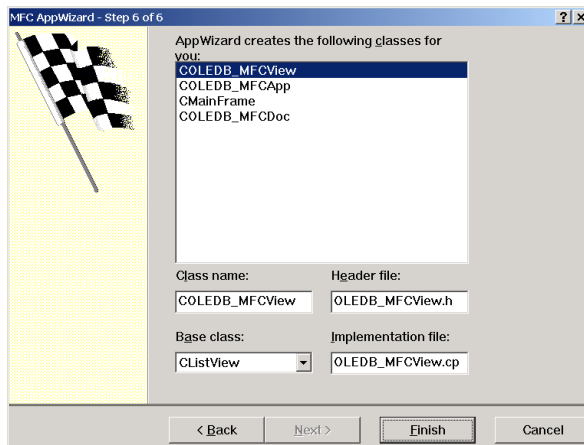 MFC AppWizard - Step 6 of 6
AppWizard creates the following classes for
you:
COLEDB_MFCView
COLEDB_MFCApp
CMainFrame
COLEDB_MFCDoc
Class name:
Header file:
COLEDB_MFCView
OLEDB_MFCView.h
Base class:
Implementation file:
CListView
OLEDB_MFCView.cp
< Back
Next >
Finish
Cancel